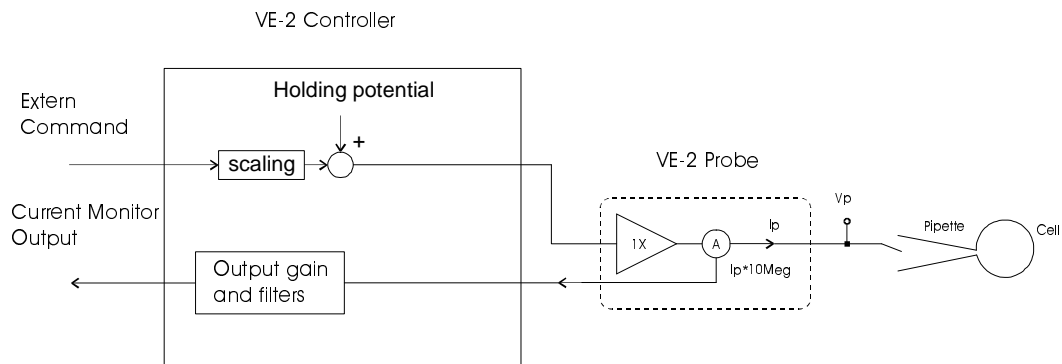 VE-2 Controller
Extern
Command
Holding potential
+
scaling
VE-2 Probe
Current Monitor
Output
Output gain
and filters
1X
A
Ip
Ip*10Meg
Vp
Pipette
Cell